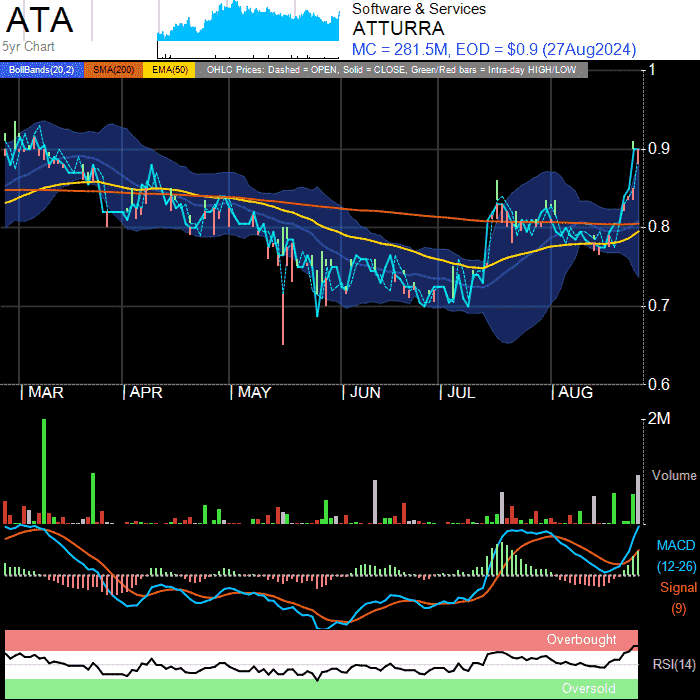 ATA
5yr Chart
Software & Services
ATTURRA
MC = 281.5M, EOD = $0.9 (27Aug2024)
BollBands(20,2) SMA(200) EMA(50) OHLC Prices: Dashed = OPEN, Solid = CLOSE, Green/Red bars = Intra-day HIGH/LOW
1
0.9
0.8
0.7
0.6
MAR APR MAY JUN JUL AUG
2M
Volume
MACD
(12-26)
Signal
(9)
Overbought
RSI(14)
Oversold